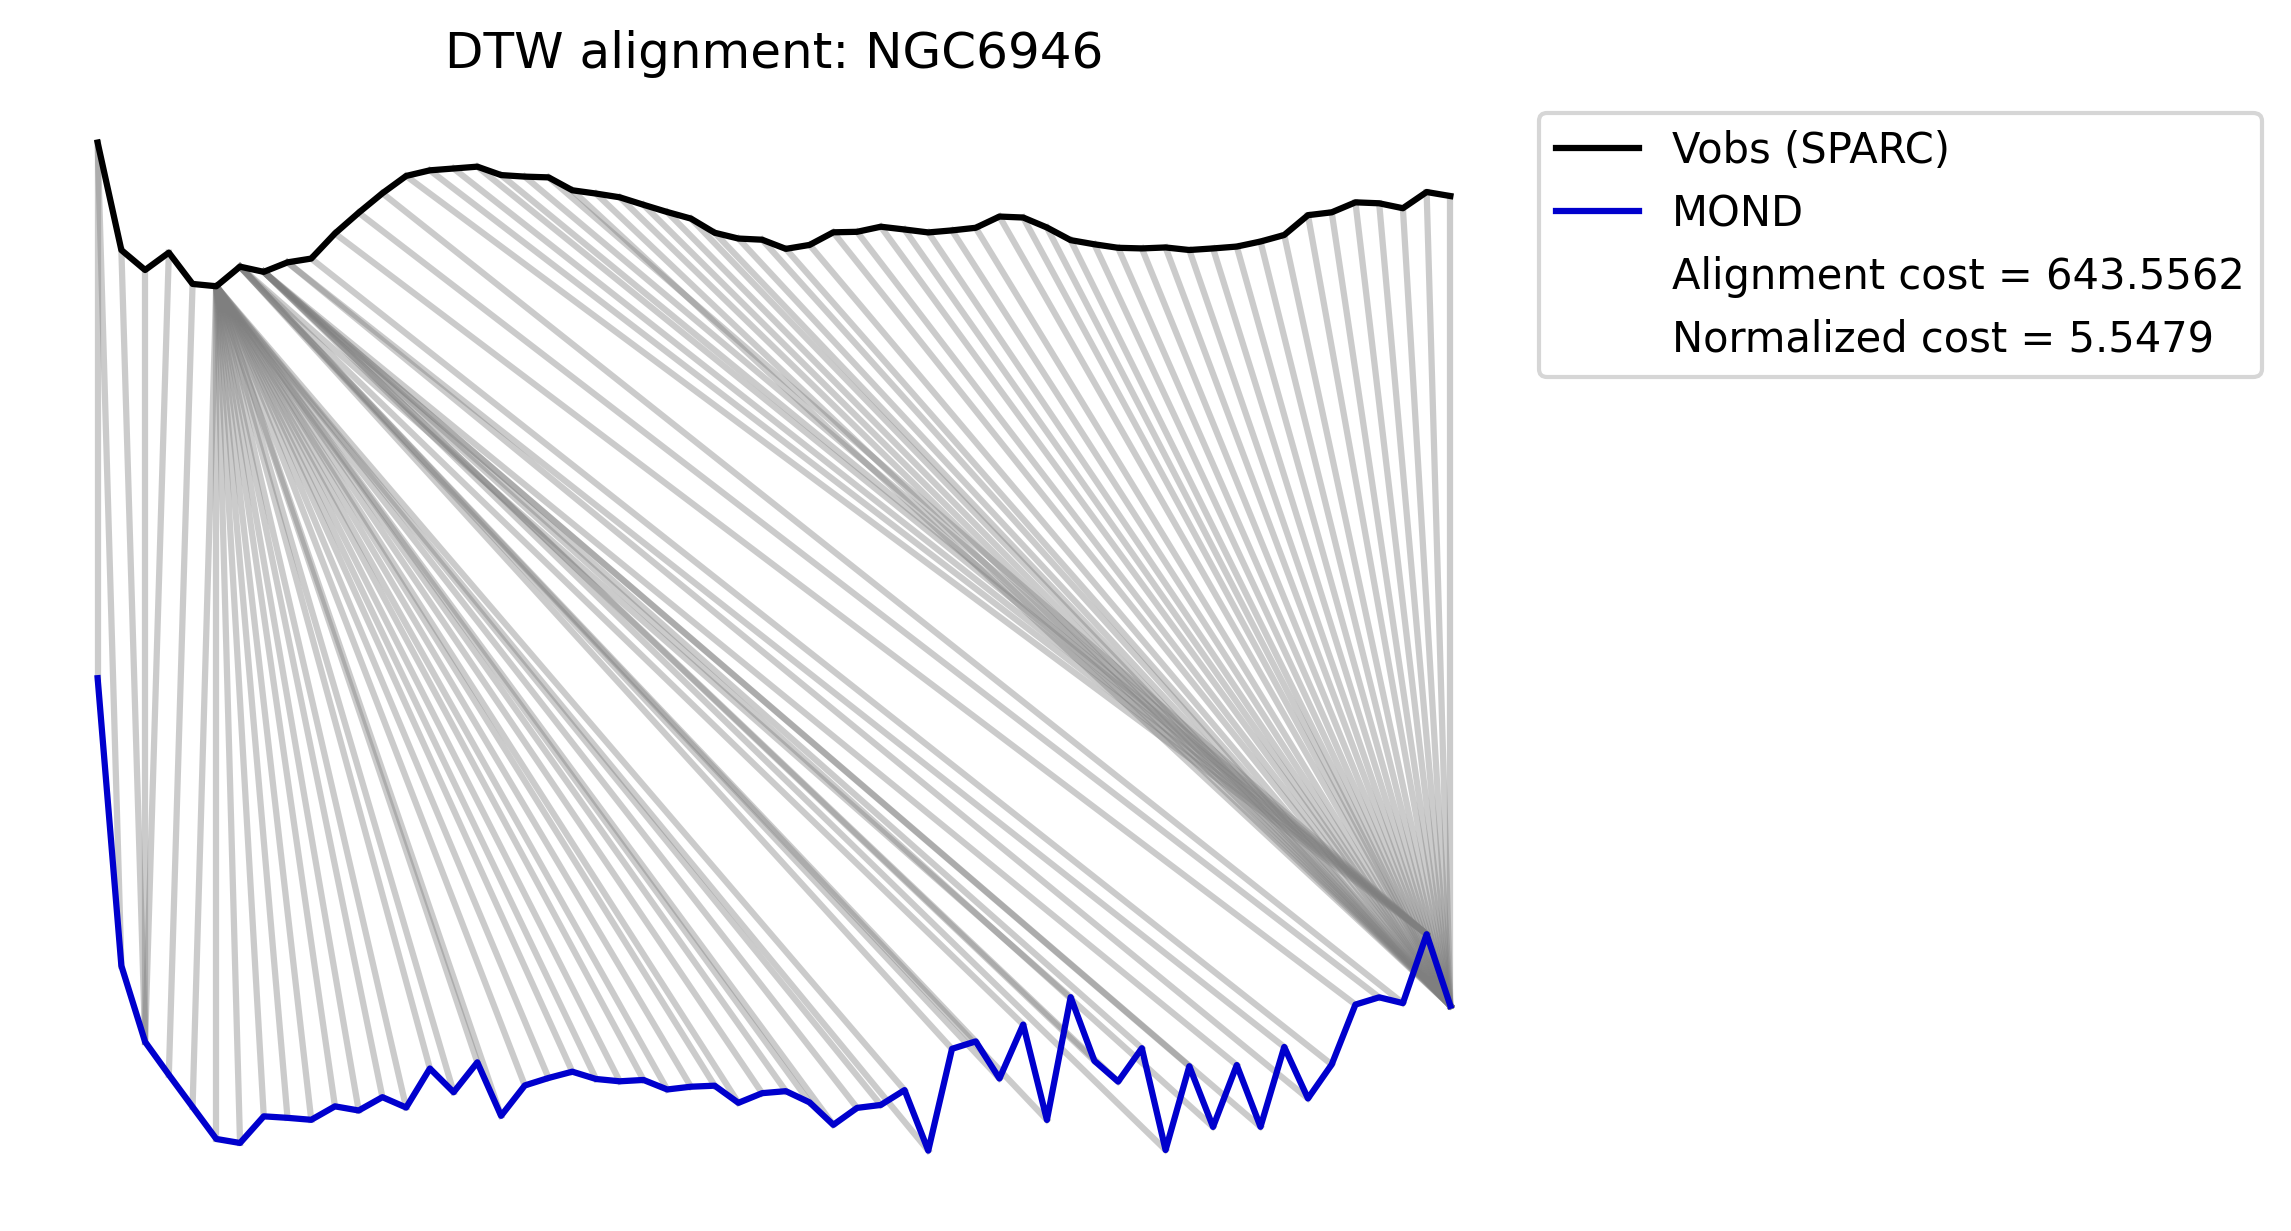 DTW alignment: NGC6946
Vobs (SPARC)
MOND
Alignment cost = 643.5562
Normalized cost = 5.5479